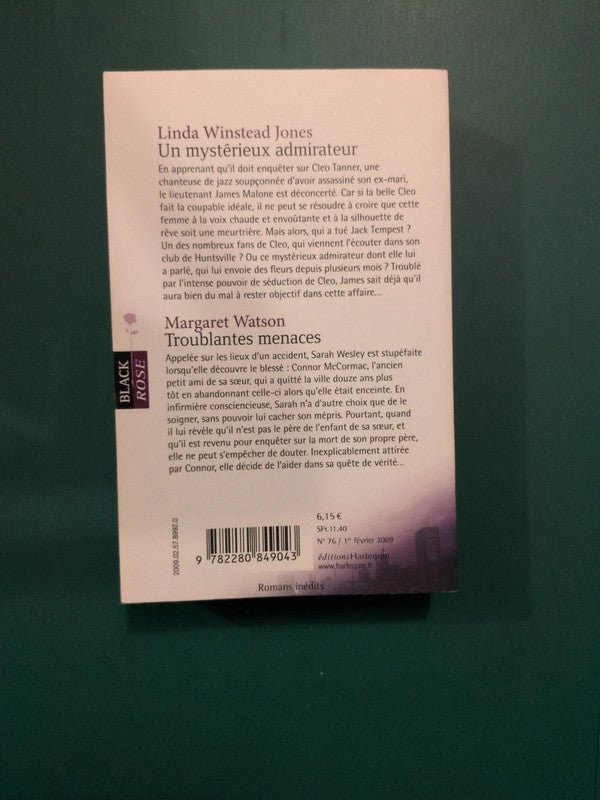 Linda Winstead Jones
Un mystérieux admirateur
En apprenant qu'il doit enquêter sur Cleo Tanner, une
chanteuse de jazz soupçonnée d'avoir assassiné son ex-mari,
le lieutenant James Malone est déconcerté. Car si la belle Cleo
fait la coupable idéale, il ne peut se résoudre à croire que cette
femme à la voix chaude et envoûtante et à la silhouette de
rêve soit une meurtrière. Mais alors, qui a tué Jack Tempest ?
Un des nombreux fans de Cleo, qui viennent l'écouter dans son
club de Huntsville ? Ou ce mystérieux admirateur dont elle lui
a parlé, qui lui envoie des fleurs depuis plusieurs mois ? Troublé
par l'intense pouvoir de séduction de Cleo, James sait déjà qu'il
aura bien du mal à rester objectif dans cette affaire...
Margaret Watson
Troublantes menaces
Appelée sur les lieux d'un accident, Sarah Wesley est stupéfaite
lorsqu'elle découvre le blessé : Connor McCormac, l'ancien
petit ami de sa sœur, qui a quitté la ville douze ans plus
tôt en abandonnant celle-ci alors qu'elle était enceinte. En
infirmière consciencieuse, Sarah n'a d'autre choix que de le
soigner, sans pouvoir lui cacher son mépris. Pourtant, quand
il lui révèle qu'il n'est pas le père de l'enfant de sa sœur, et
qu'il est revenu pour enquêter sur la mort de son propre père,
elle ne peut s'empêcher de douter. Inexplicablement attirée
par Connor, elle décide de l'aider dans sa quête de vérité...
BLACK
ROSE
2009.02.57.8992.0
9 782280 849043
6,15 €
SFr.11.40
N° 76 / 1er février 2009
éditionsHarlequin
www.harlequin.fr
Romans inédits